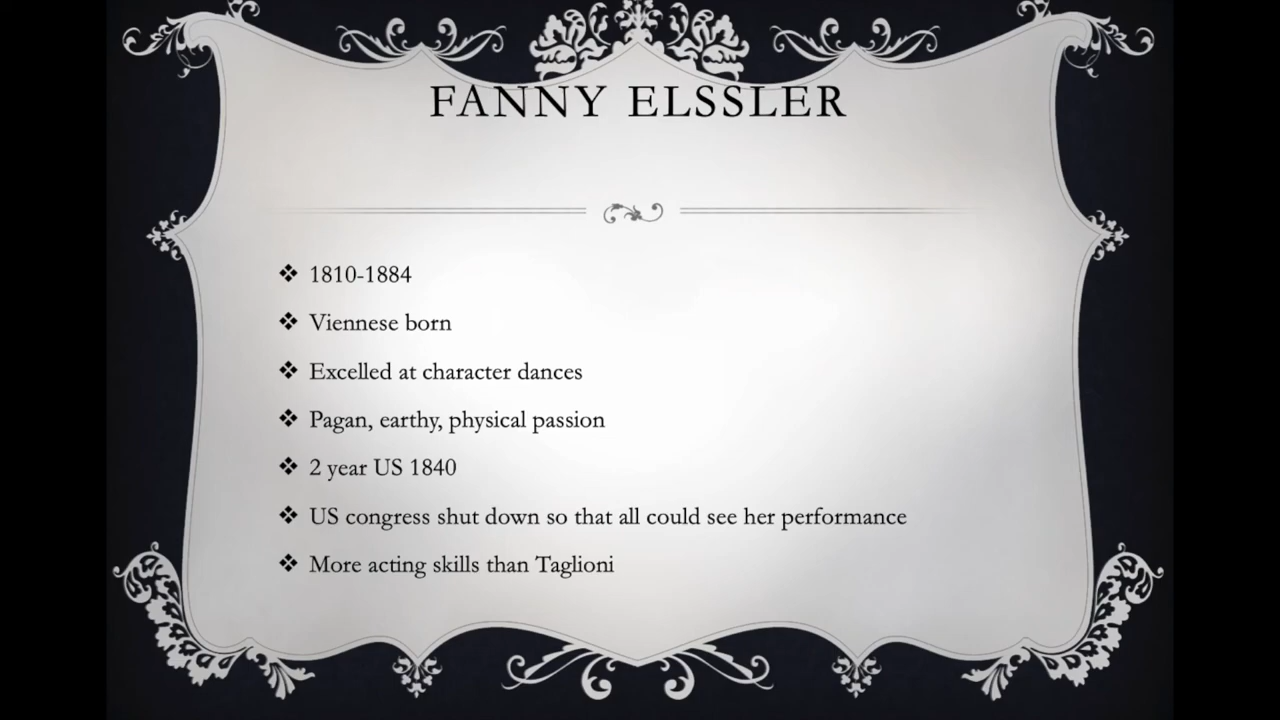 FANNY ELSSLER
1810-1884
Viennese born
Excelled at character dances
Pagan, earthy, physical passion
2 year US 1840
US congress shut down so that all could see her performance
More acting skills than Taglioni